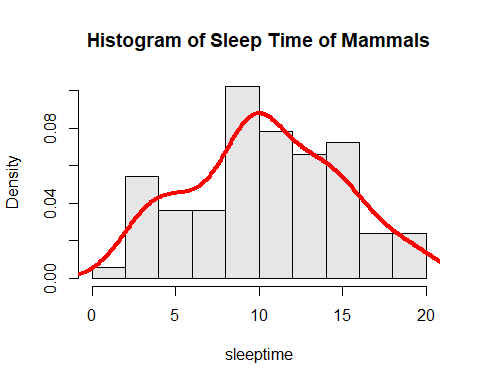 Histogram of Sleep Time of Mammals
Density
0.08
0.04
0.00
0 5 10 15 20
sleeptime